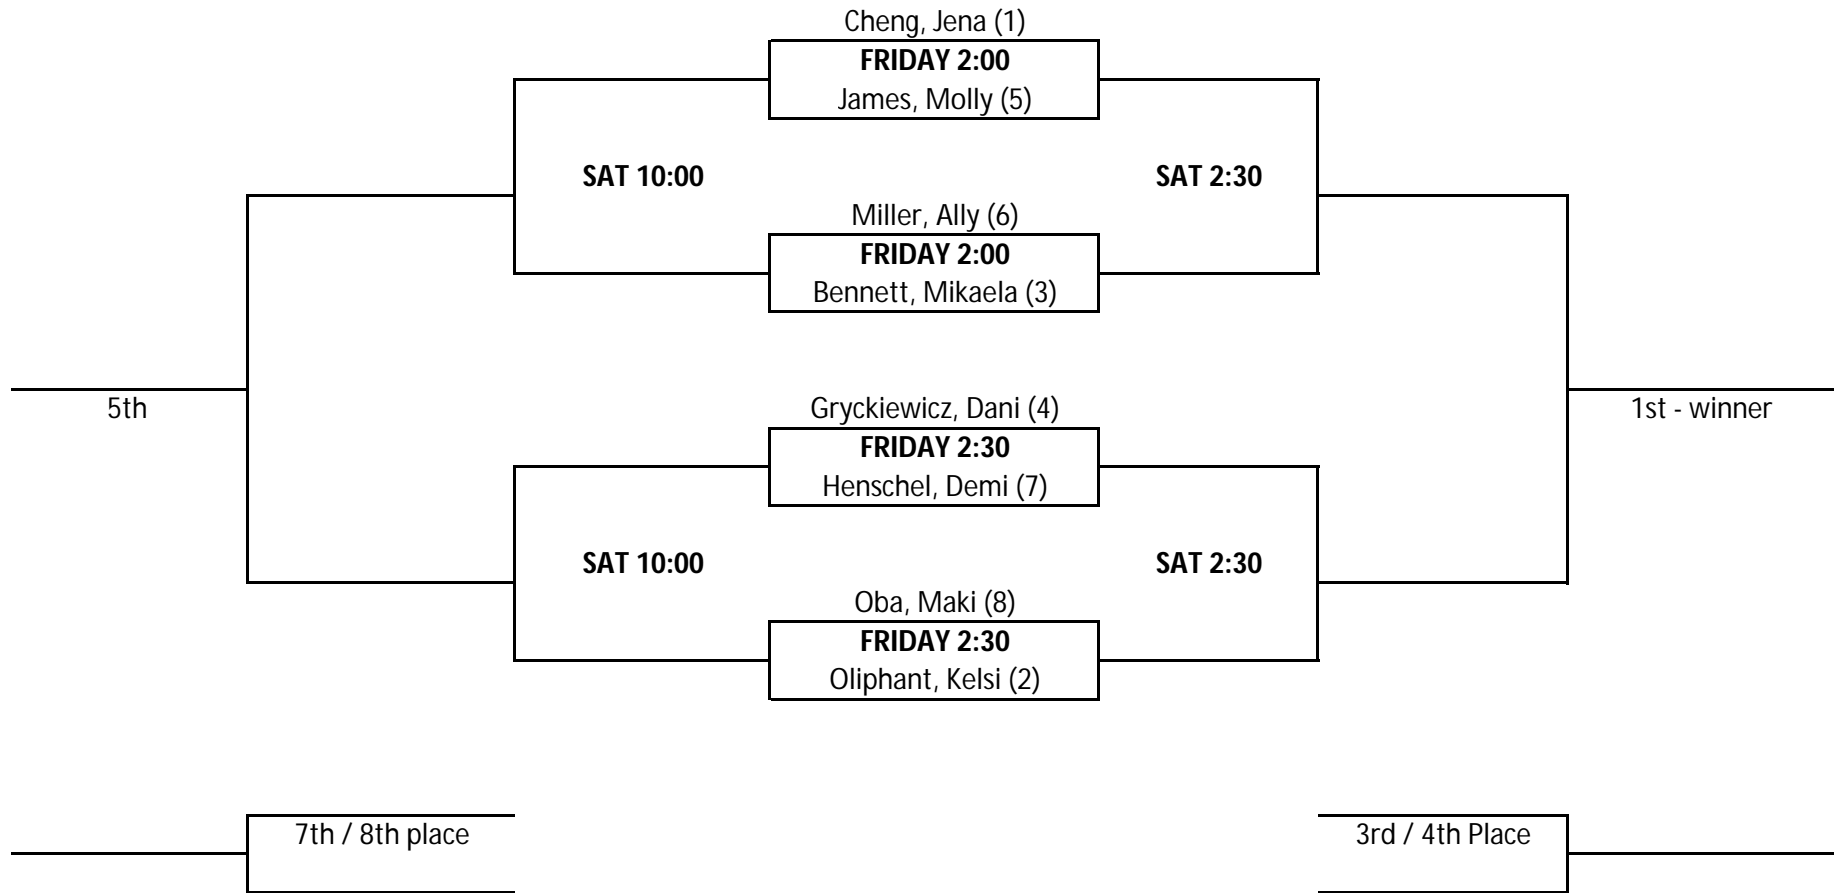 Cheng, Jena (1)
FRIDAY 2:00
James, Molly (5)
SAT 10:00
SAT 2:30
Miller, Ally (6)
FRIDAY 2:00
Bennett, Mikaela (3)
5th
Gryckiewicz, Dani (4)
1st - winner
FRIDAY 2:30
Henschel, Demi (7)
SAT 10:00
SAT 2:30
Oba, Maki (8)
FRIDAY 2:30
Oliphant, Kelsi (2)
7th / 8th place
3rd / 4th Place